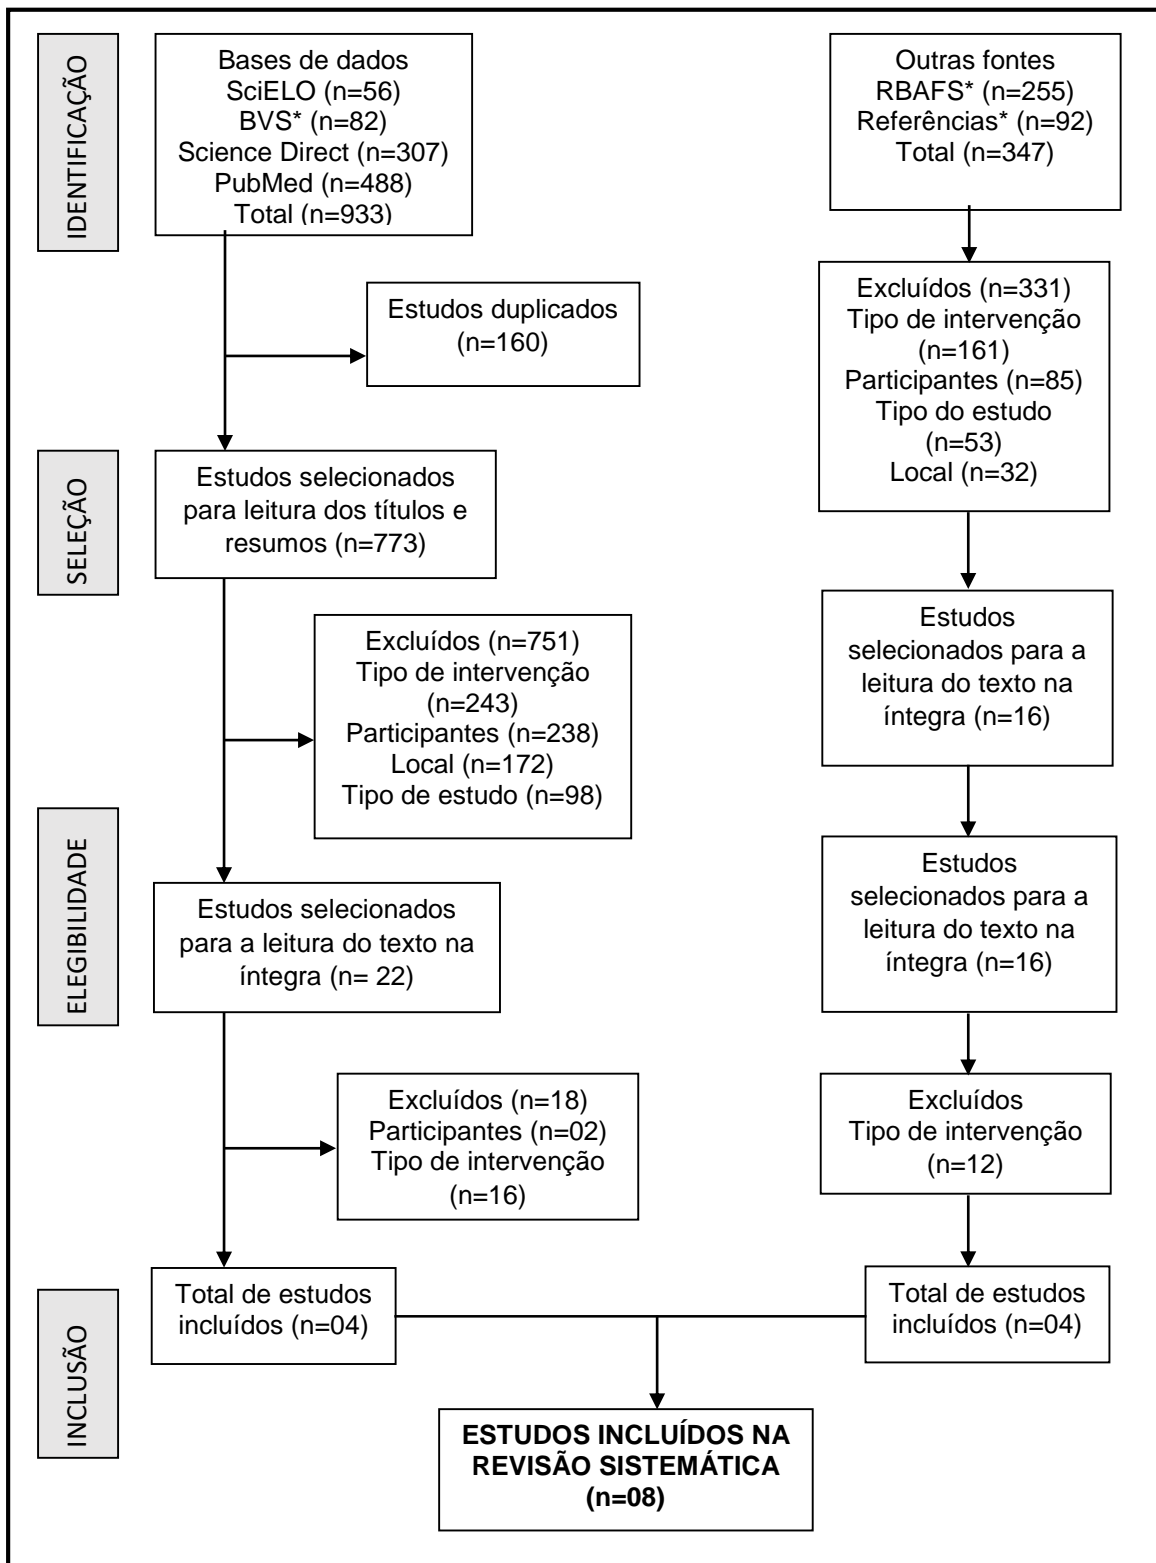 IDENTIFICAÇÃO
Bases de dados
SciELO (n=56)
BVS* (n=82)
Science Direct (n=307)
PubMed (n=488)
Total (n=933)
Outras fontes
RBAFS* (n=255)
Referências* (n=92)
Total (n=347)
Estudos duplicados
(n=160)
Excluídos (n=331)
Tipo de intervenção
(n=161)
Participantes (n=85)
Tipo do estudo
(n=53)
Local (n=32)
SELEÇÃO
Estudos selecionados
para leitura dos títulos e
resumos (n=773)
Excluídos (n=751)
Tipo de intervenção
(n=243)
Participantes (n=238)
Local (n=172)
Tipo de estudo (n=98)
Estudos
selecionados para a
leitura do texto na
íntegra (n=16)
ELEGIBILIDADE
Estudos selecionados
para a leitura do texto na
íntegra (n= 22)
Estudos
selecionados para a
leitura do texto na
íntegra (n=16)
Excluídos (n=18)
Participantes (n=02)
Tipo de intervenção
(n=16)
Excluídos
Tipo de intervenção
(n=12)
INCLUSÃO
Total de estudos
incluídos (n=04)
Total de estudos
incluídos (n=04)
ESTUDOS INCLUÍDOS NA
REVISÃO SISTEMÁTICA
(n=08)